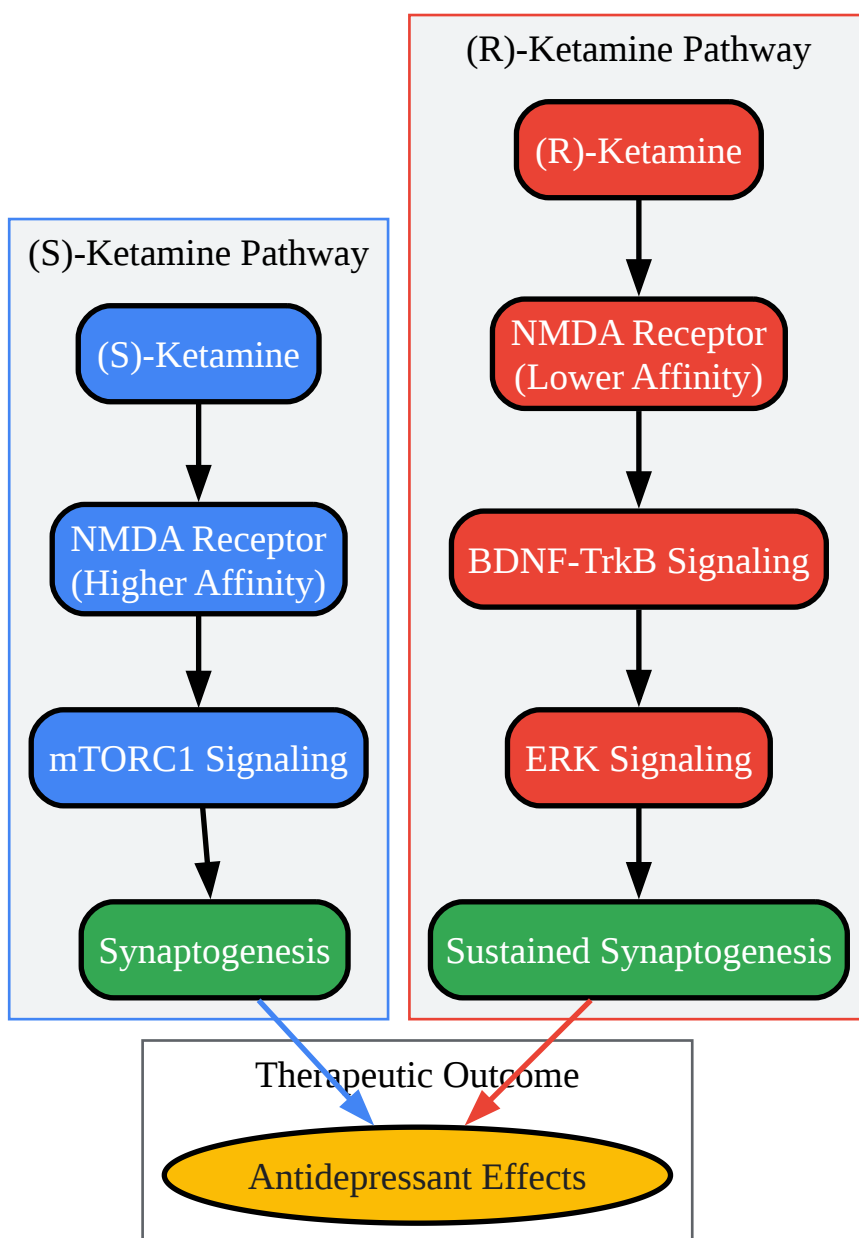 (S)-Ketamine Pathway
(S)-Ketamine
NMDA Receptor
(Higher Affinity)
mTORC1 Signaling
Synaptogenesis
(R)-Ketamine Pathway
(R)-Ketamine
NMDA Receptor
(Lower Affinity)
BDNF-TrkB Signaling
ERK Signaling
Sustained Synaptogenesis
Therapeutic Outcome
Antidepressant Effects